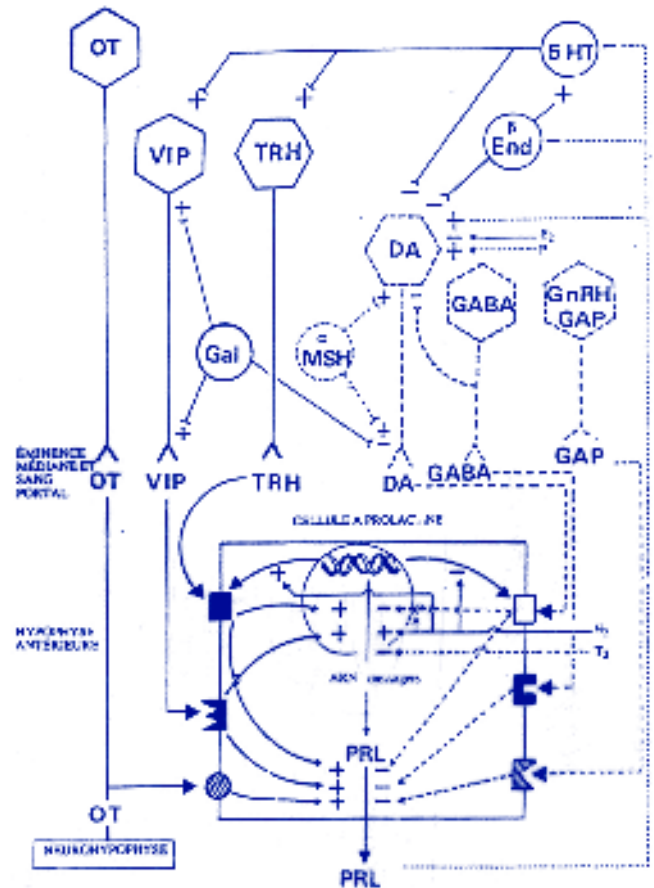 OT
5 HT
+
+
+
VIP
TRH
β
End
DA
E₂
GABA
GnRH
GAP
Gal
α
MSH
ÉMINENCE
MÉDIANE ET
SANG
PORTAL
OT
VIP
TRH
DA
GABA
GAP
CELLULE A PROLACTINE
HYPOPHYSE
ANTÉRIEURE
+
+
+
T₃
ARN
PRL
+
+
+
OT
NEUROHYPOPHYSE
PRL